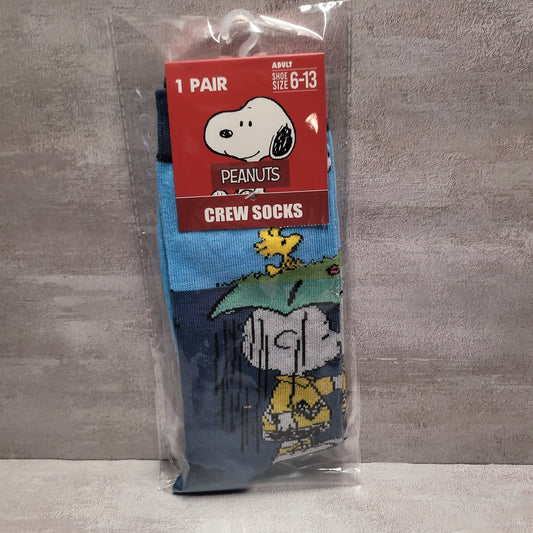 ADULT
1 PAIR SHOE SIZE 6-13
PEANUTS
CREW SOCKS